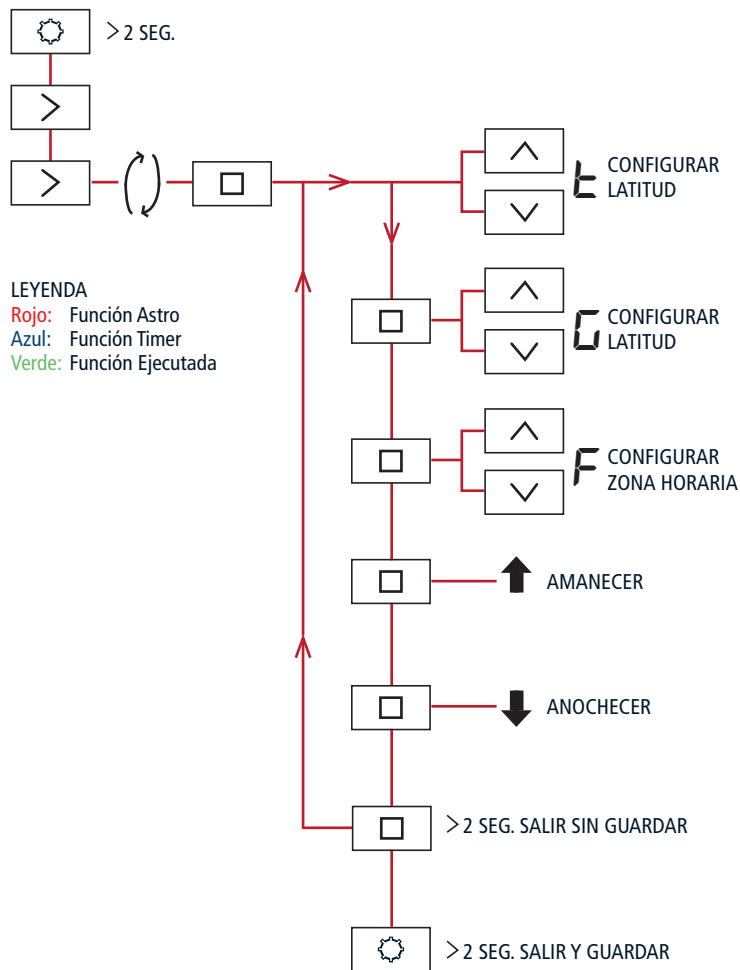 > 2 SEG.
t CONFIGURAR
LATITUD
LEYENDA
Rojo: Función Astro
Azul: Función Timer
Verde: Función Ejecutada
G CONFIGURAR
LATITUD
F CONFIGURAR
ZONA HORARIA
AMANECER
ANOCHECER
> 2 SEG. SALIR SIN GUARDAR
> 2 SEG. SALIR Y GUARDAR